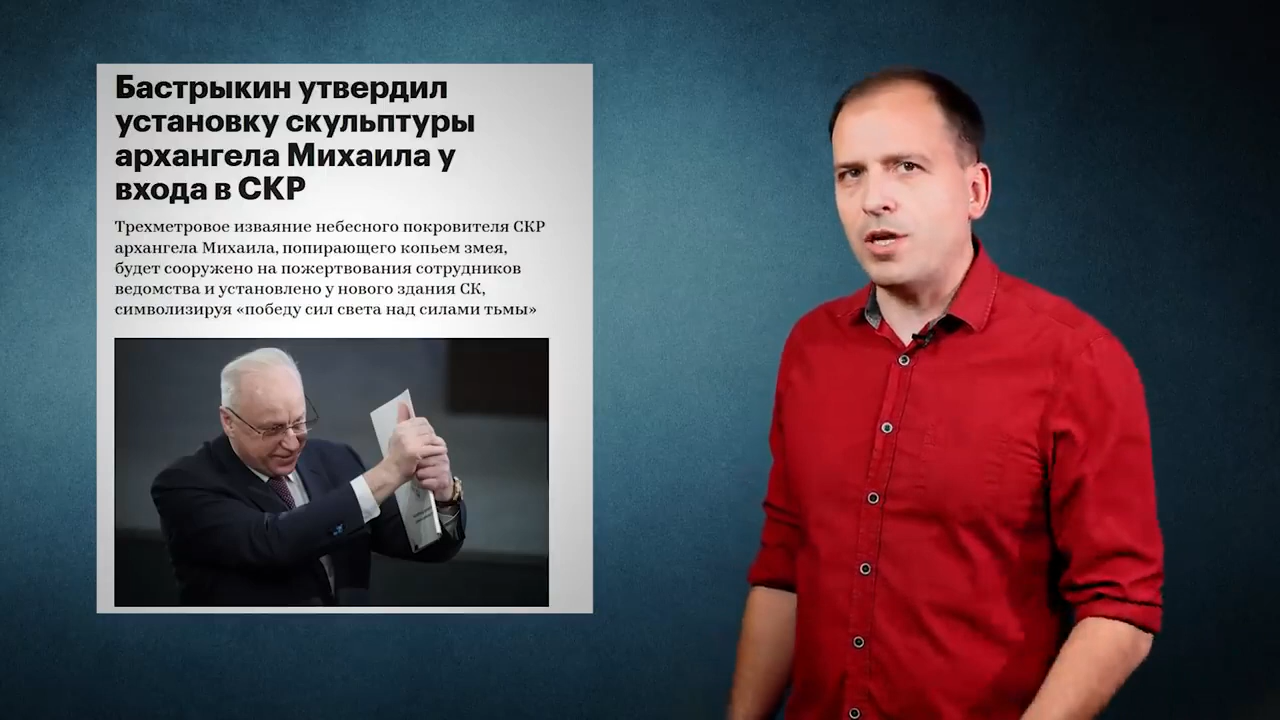 Бастрыкин утвердил
установку скульптуры
архангела Михаила у
входа в СКР
Трехметровое изваяние небесного покровителя СКР
архангела Михаила, попирающего копьем змея,
будет сооружено на пожертвования сотрудников
ведомства и установлено у нового здания СК,
символизируя «победу сил света над силами тьмы»